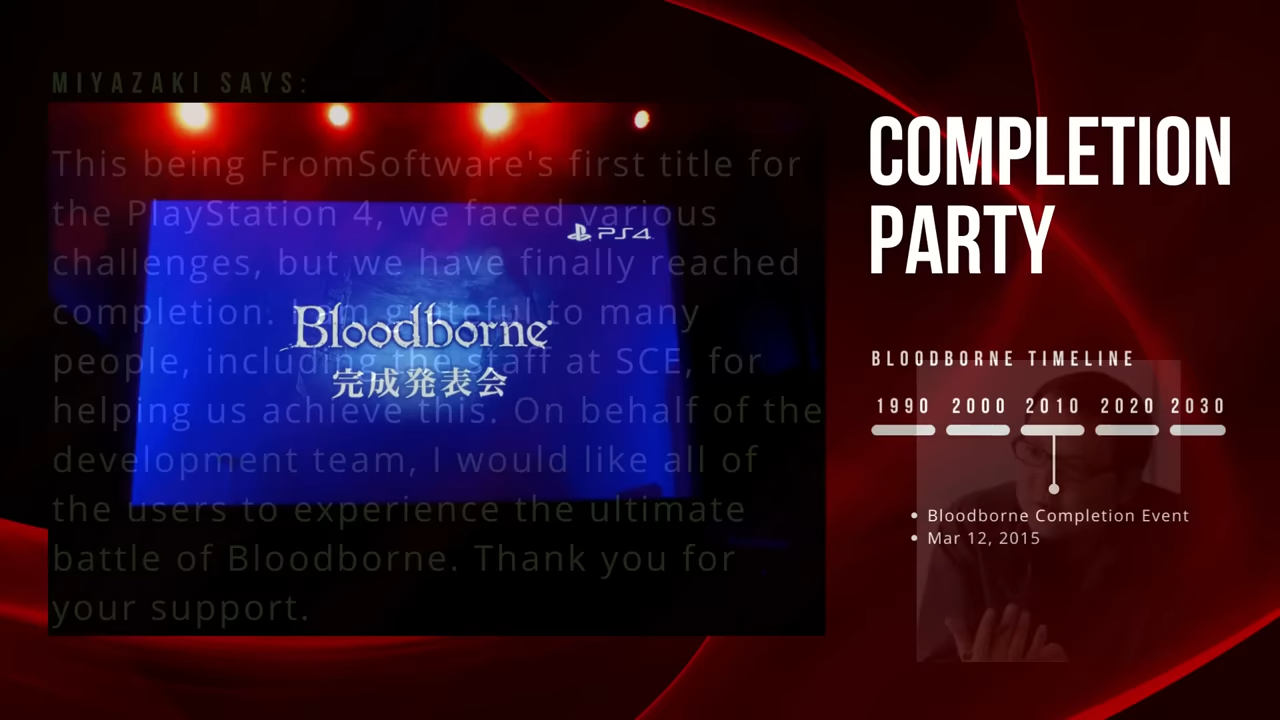 MIYAZAKI SAYS:
This being FromSoftware's first title for
the PlayStation 4, we faced various
challenges, but we have finally reached
completion. I am grateful to many
people, including the staff at SCE, for
helping us achieve this. On behalf of the
development team, I would like all of
the users to experience the ultimate
battle of Bloodborne. Thank you for
your support.
PS4
Bloodborne
完成発表会
COMPLETION
PARTY
BLOODBORNE TIMELINE
1990 2000 2010 2020 2030
• Bloodborne Completion Event
• Mar 12, 2015